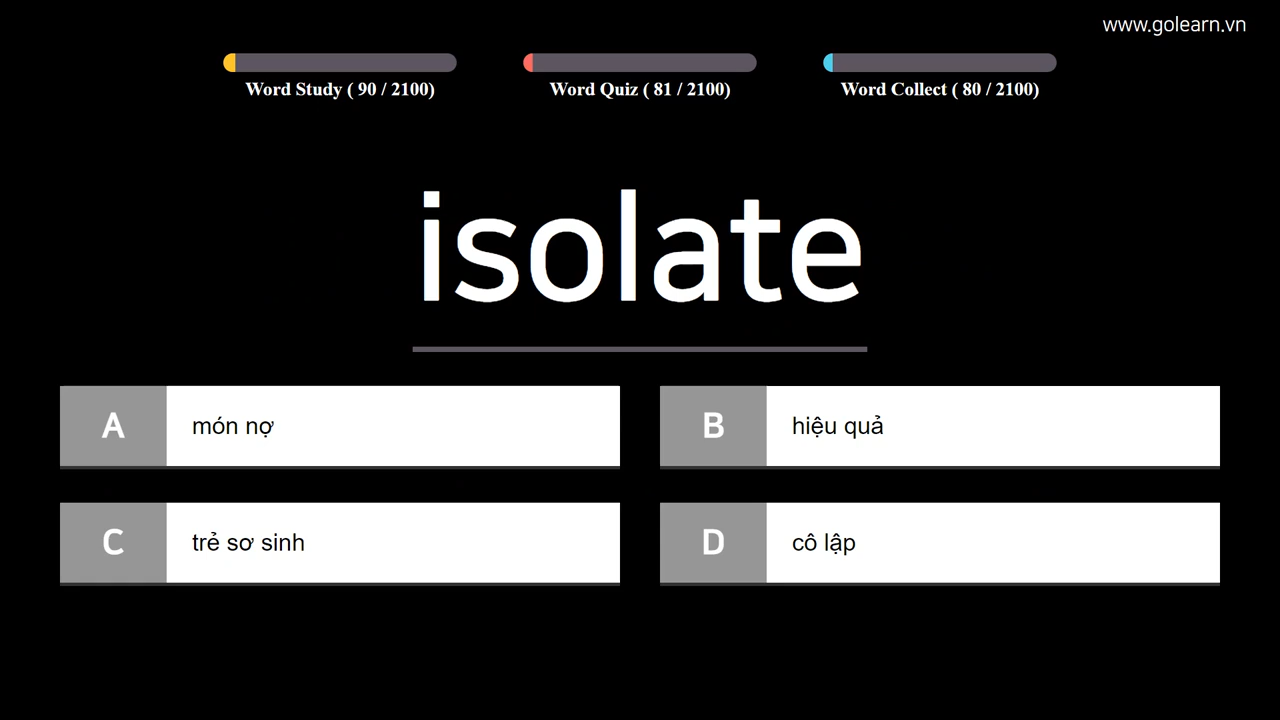 www.golearn.vn
Word Study ( 90 / 2100)
Word Quiz ( 81 / 2100)
Word Collect ( 80 / 2100)
isolate
A món nợ
B hiệu quả
C trẻ sơ sinh
D cô lập